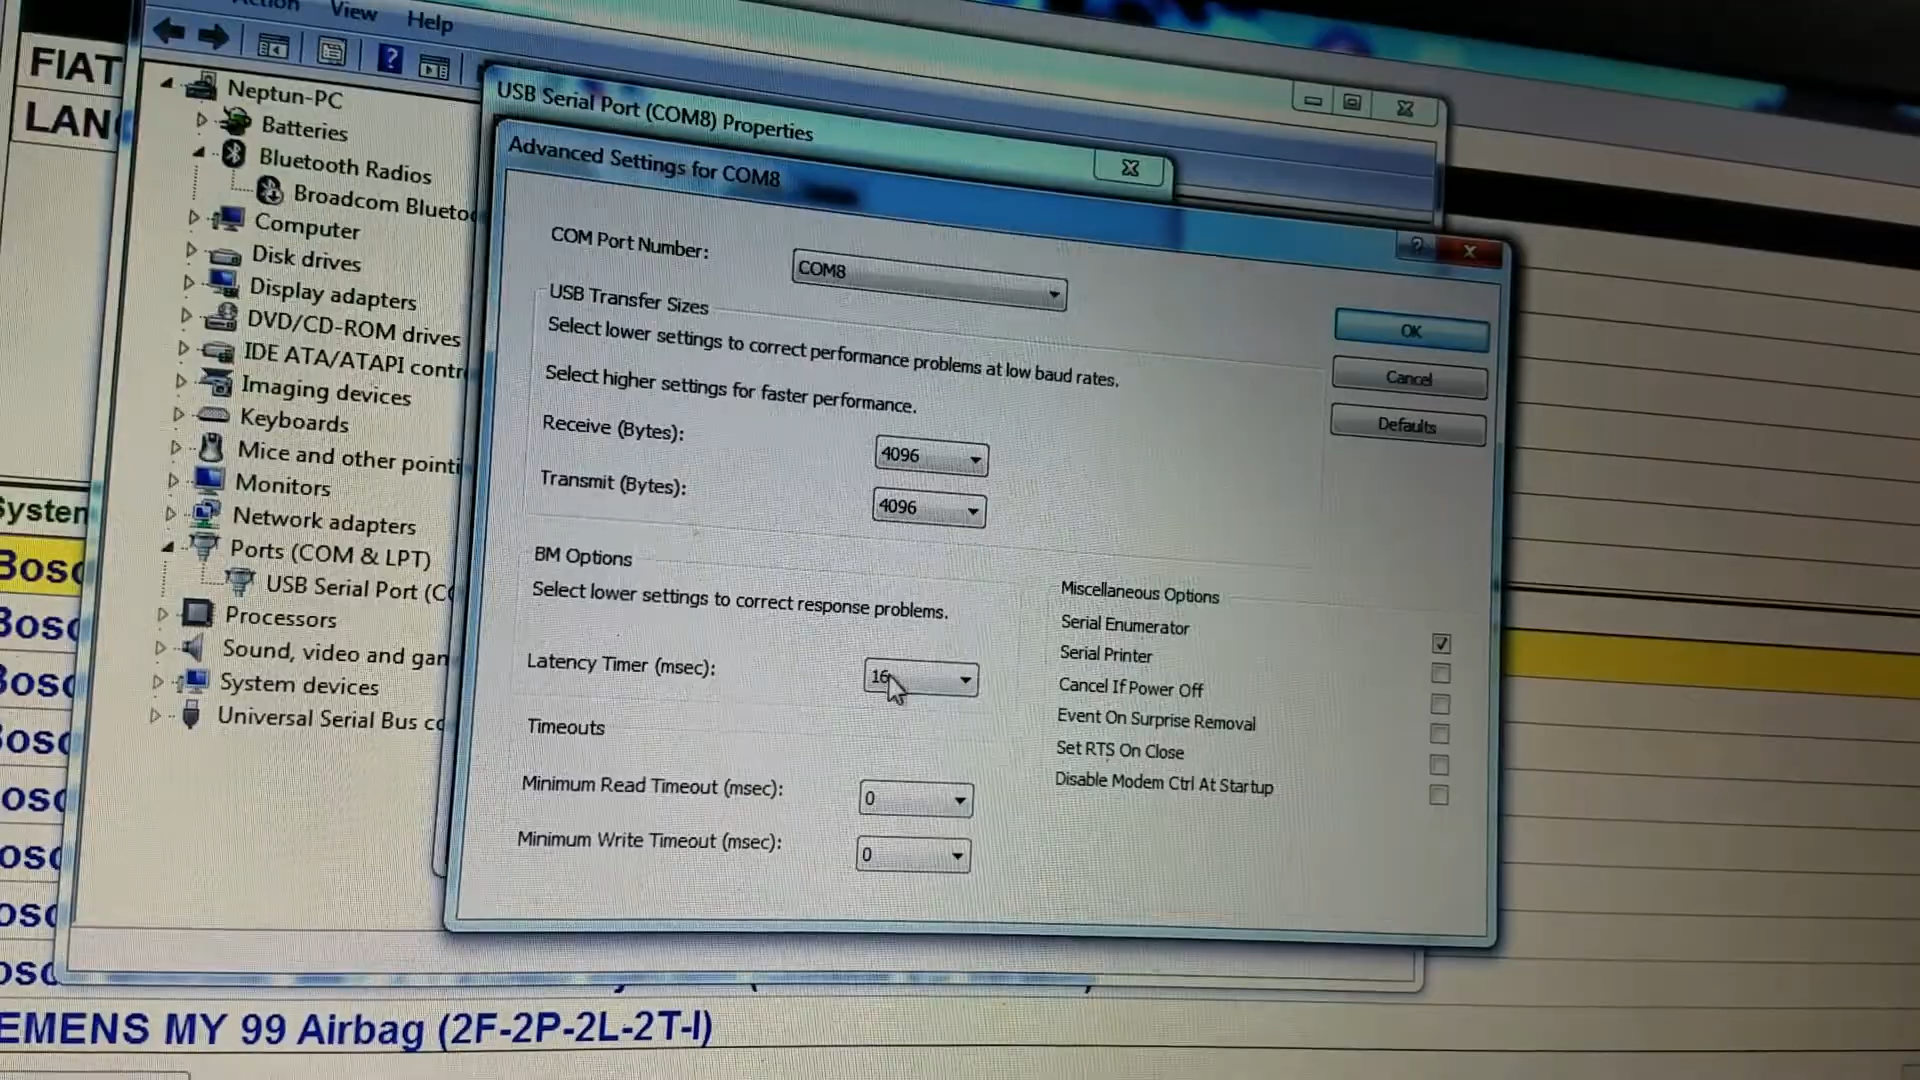 View Help
FIAT
Neptun-PC
Batteries
Bluetooth Radios
Broadcom Blueto
Computer
Disk drives
Display adapters
DVD/CD-ROM drives
IDE ATA/ATAPI contr
Imaging devices
Keyboards
Mice and other pointi
Monitors
Network adapters
Ports (COM & LPT)
USB Serial Port (C
Processors
Sound, video and gam
System devices
Universal Serial Bus co
USB Serial Port (COM8) Properties
Advanced Settings for COM8
COM Port Number:
COM8
USB Transfer Sizes
Select lower settings to correct performance problems at low baud rates.
Select higher settings for faster performance.
Receive (Bytes):
4096
Transmit (Bytes):
4096
BM Options
Select lower settings to correct response problems.
Latency Timer (msec):
16
Timeouts
Minimum Read Timeout (msec):
0
Minimum Write Timeout (msec):
0
Miscellaneous Options
Serial Enumerator
Serial Printer
Cancel If Power Off
Event On Surprise Removal
Set RTS On Close
Disable Modem Ctrl At Startup
OK
Cancel
Defaults
EMENS MY 99 Airbag (2F-2P-2L-2T-I)